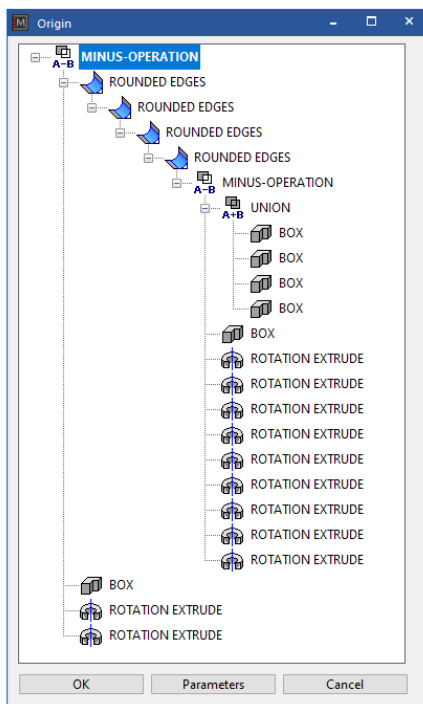 M Origin
A-B MINUS-OPERATION
ROUNDED EDGES
ROUNDED EDGES
ROUNDED EDGES
ROUNDED EDGES
A-B MINUS-OPERATION
A+B UNION
BOX
BOX
BOX
BOX
BOX
ROTATION EXTRUDE
ROTATION EXTRUDE
ROTATION EXTRUDE
ROTATION EXTRUDE
ROTATION EXTRUDE
ROTATION EXTRUDE
ROTATION EXTRUDE
ROTATION EXTRUDE
ROTATION EXTRUDE
BOX
ROTATION EXTRUDE
ROTATION EXTRUDE
OK Parameters Cancel